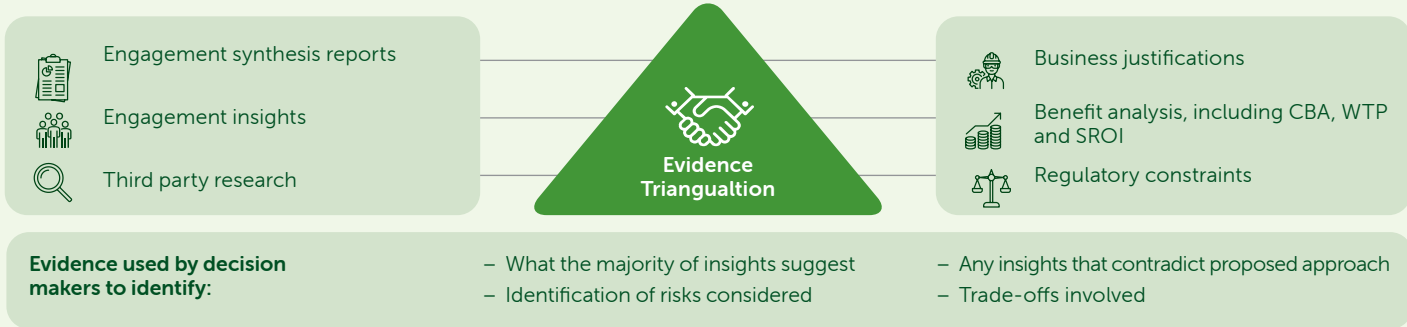 Engagement synthesis reports
Engagement insights
Third party research
Evidence
Triangualtion
Business justifications
Benefit analysis, including CBA, WTP
and SROI
Regulatory constraints
Evidence used by decision
makers to identify:
– What the majority of insights suggest
– Identification of risks considered
– Any insights that contradict proposed approach
– Trade-offs involved